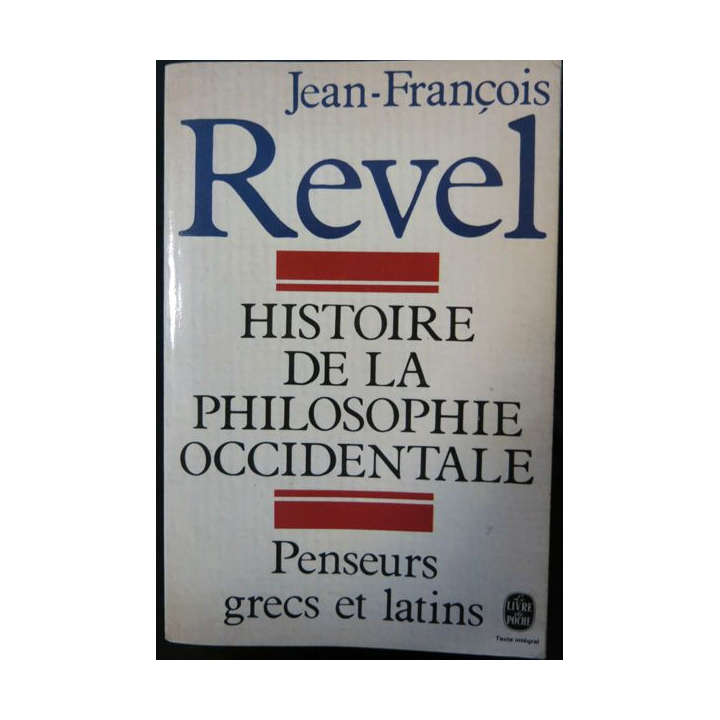 Jean-François
Revel
HISTOIRE
DE LA
PHILOSOPHIE
OCCIDENTALE
Penseurs
grecs et latins
Le
LIVRE
de
POCHE
Texte intégral